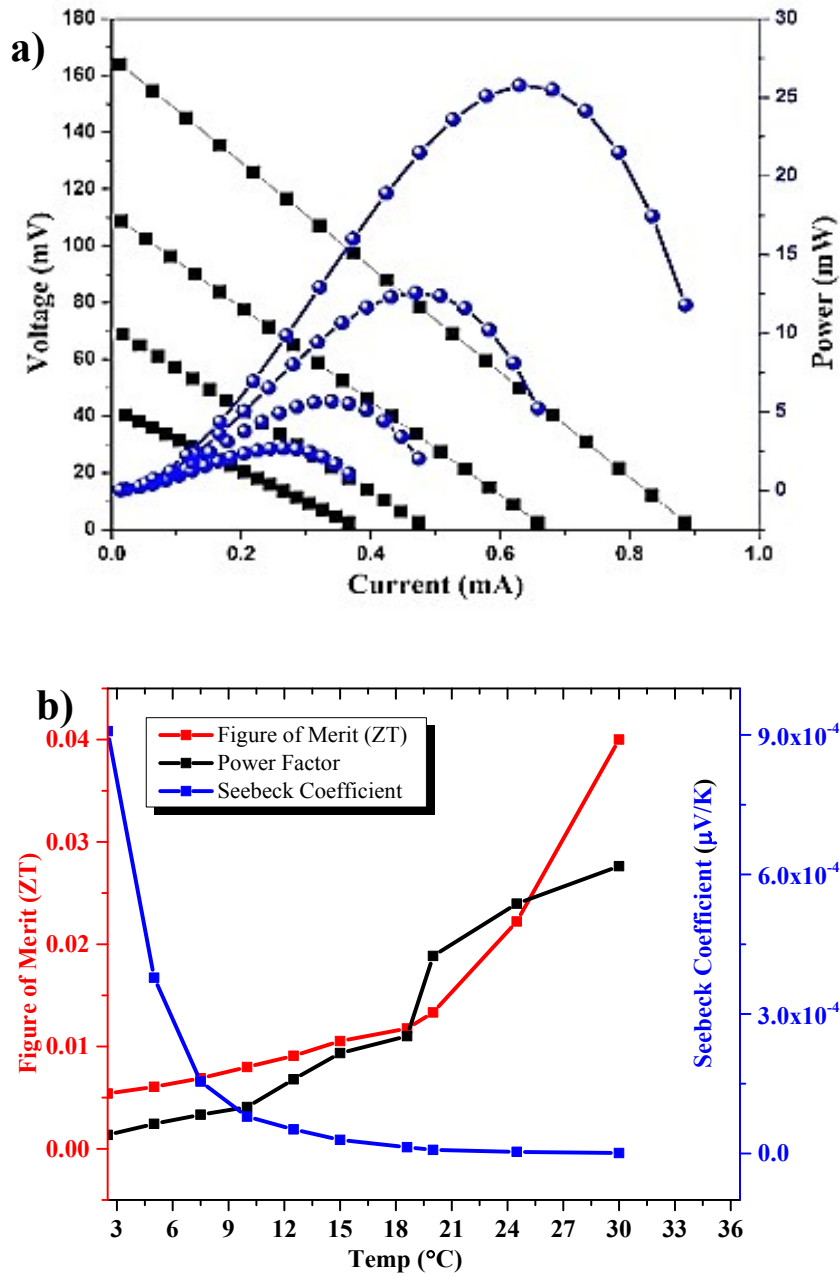 a)
Voltage (mV)
180
160
140
120
100
80
60
40
20
0
Power (mW)
30
25
20
15
10
5
0
0.0 0.2 0.4 0.6 0.8 1.0
Current (mA)
b)
Figure of Merit (ZT)
Power Factor
Seebeck Coefficient
Figure of Merit (ZT)
0.04
0.03
0.02
0.01
0.00
Seebeck Coefficient (μV/K)
9.0x10⁻⁴
6.0x10⁻⁴
3.0x10⁻⁴
0.0
3 6 9 12 15 18 21 24 27 30 33 36
Temp (°C)